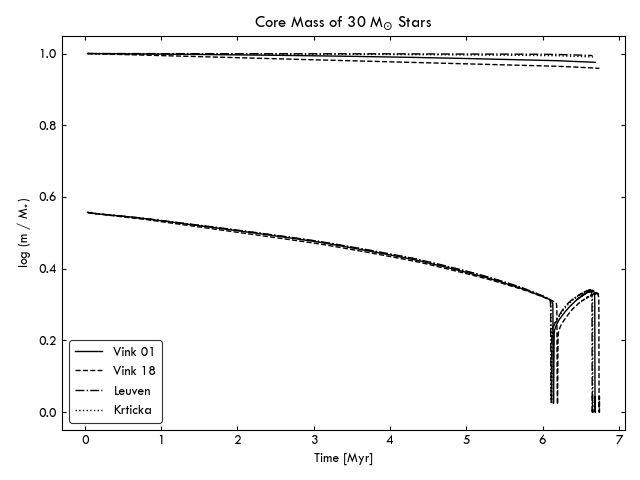 Core Mass of 30 M⊙ Stars
log (m / M⋆)
1.0
0.8
0.6
0.4
0.2
0.0
Vink 01
Vink 18
Leuven
Krticka
0 1 2 3 4 5 6 7
Time [Myr]